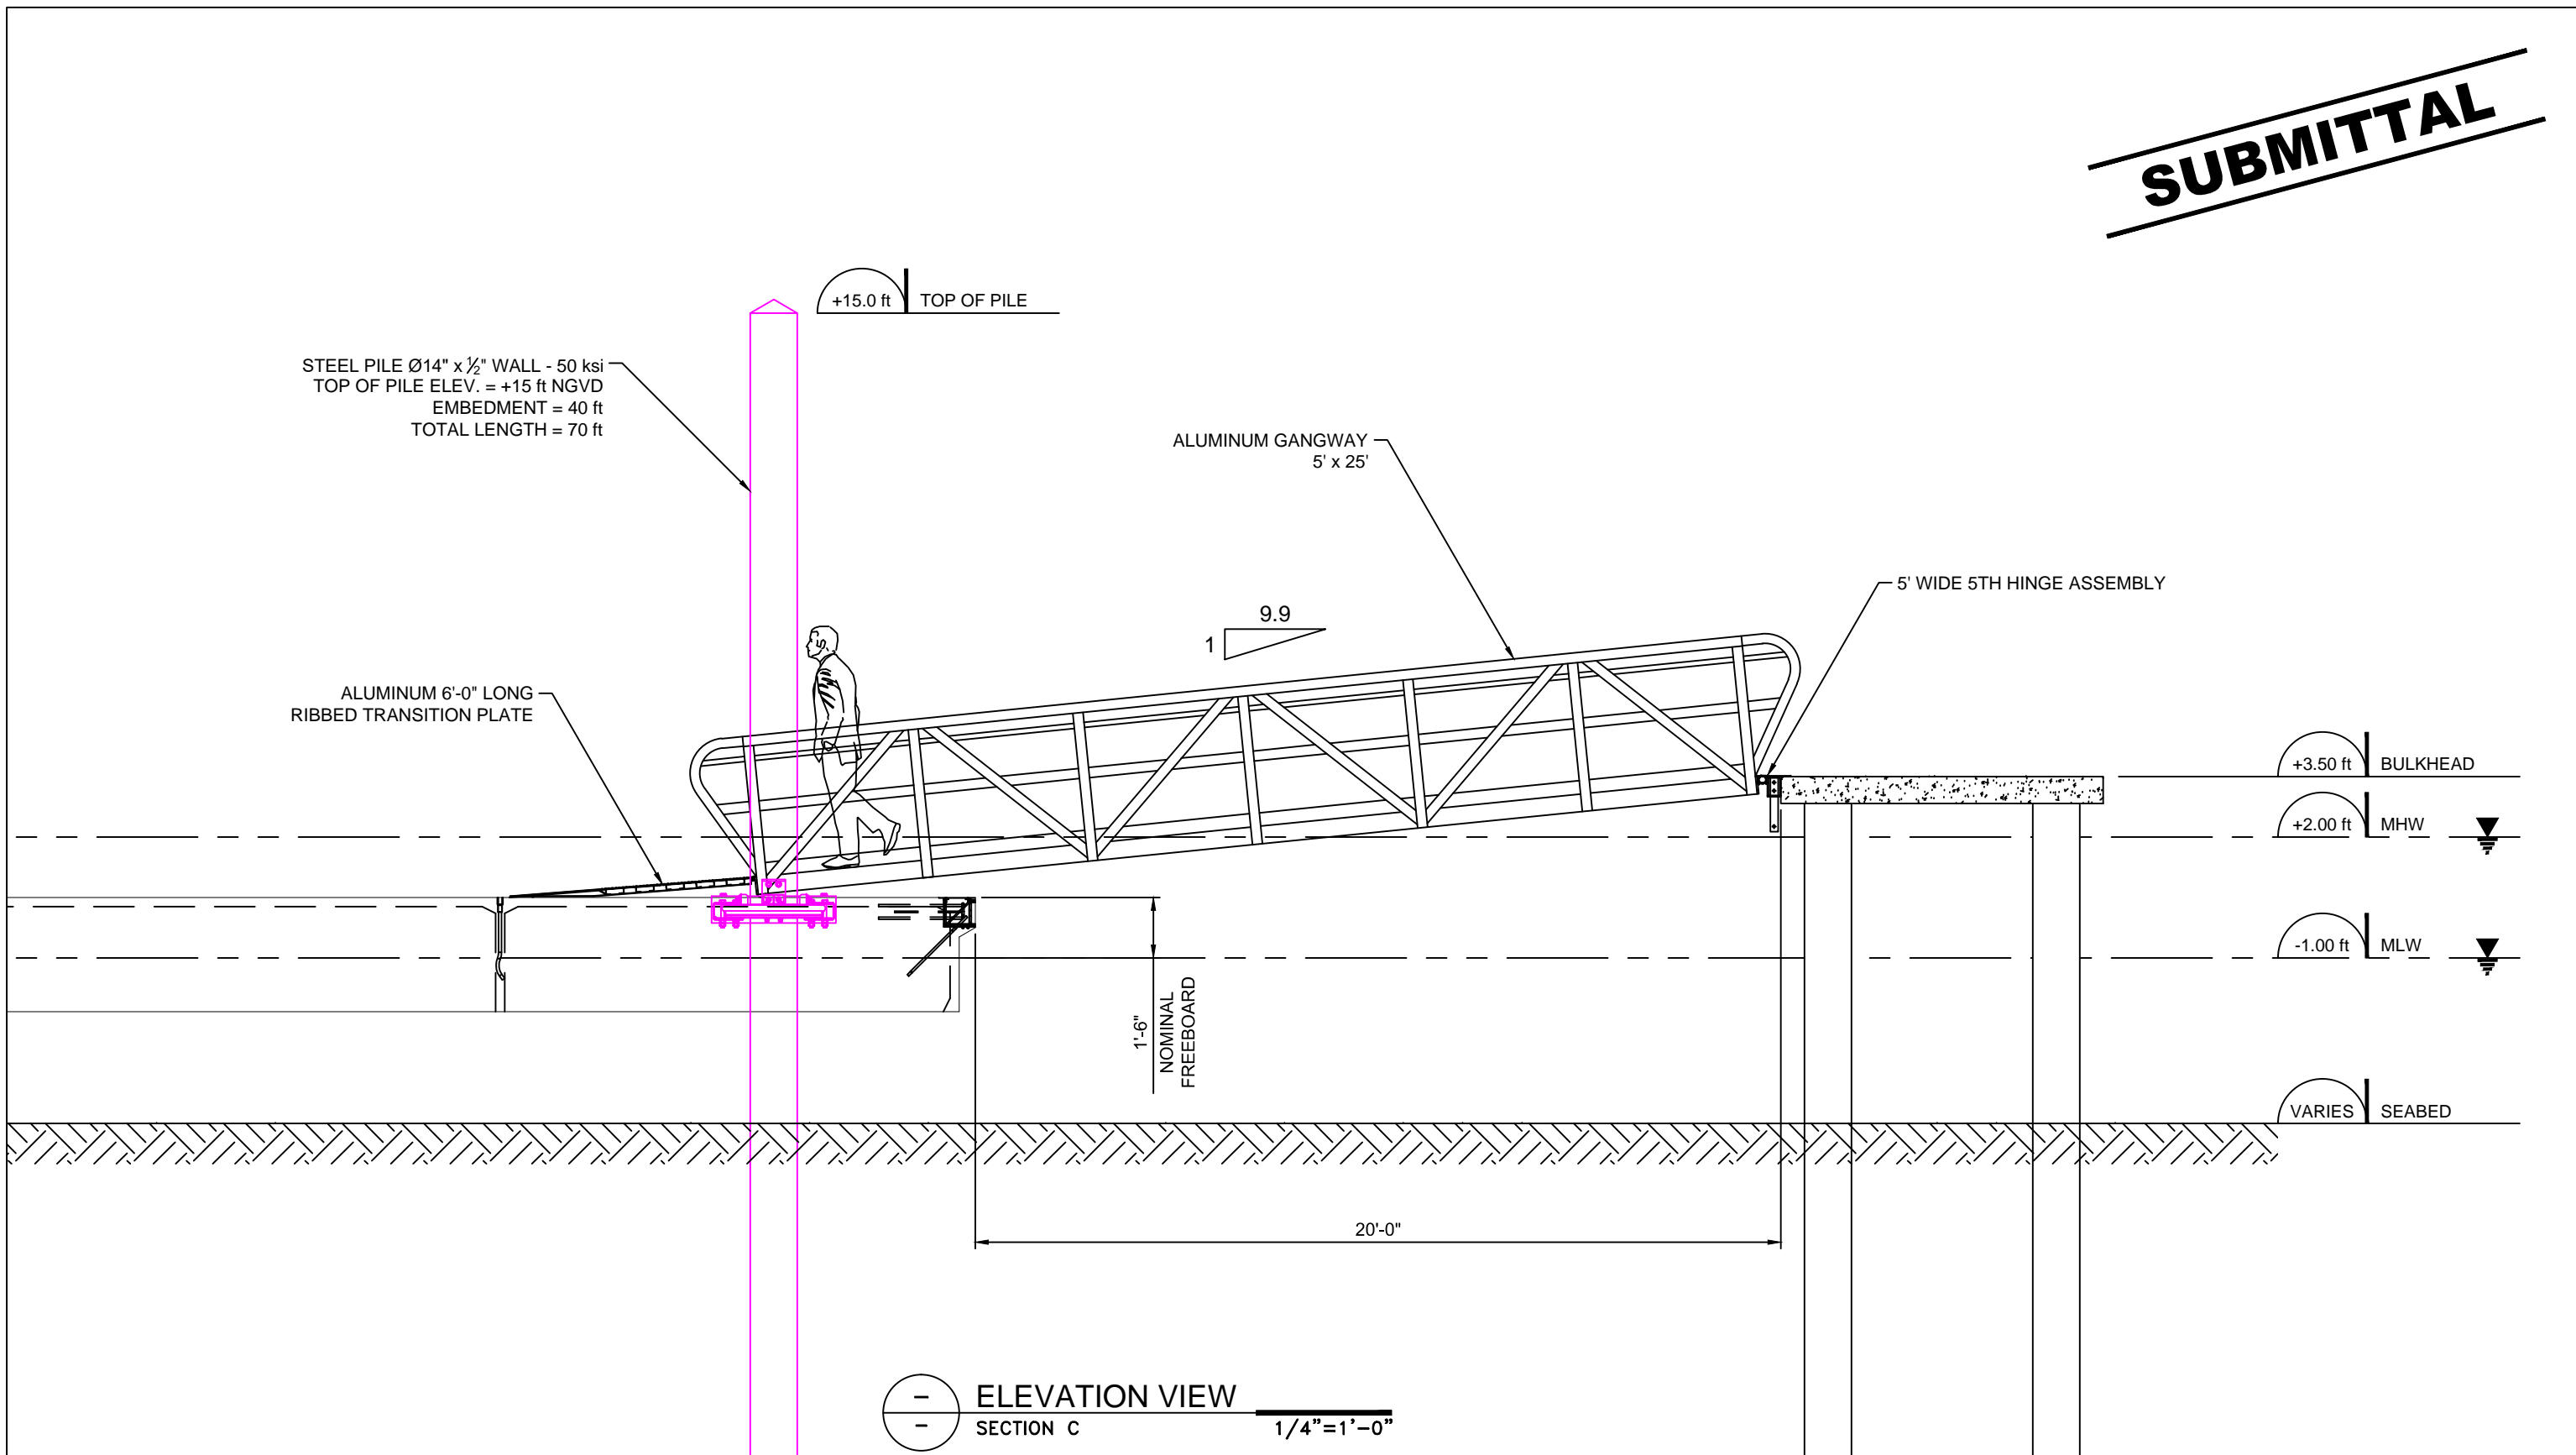 SUBMITTAL
+15.0 ft TOP OF PILE
STEEL PILE Ø14" x ½" WALL - 50 ksi
TOP OF PILE ELEV. = +15 ft NGVD
EMBEDMENT = 40 ft
TOTAL LENGTH = 70 ft
ALUMINUM GANGWAY
5' x 25'
5' WIDE 5TH HINGE ASSEMBLY
9.9
1
ALUMINUM 6'-0" LONG
RIBBED TRANSITION PLATE
+3.50 ft BULKHEAD
+2.00 ft MHW
-1.00 ft MLW
1'-6"
NOMINAL
FREEBOARD
VARIES SEABED
20'-0"
-
-
ELEVATION VIEW
SECTION C 1/4"=1'-0"